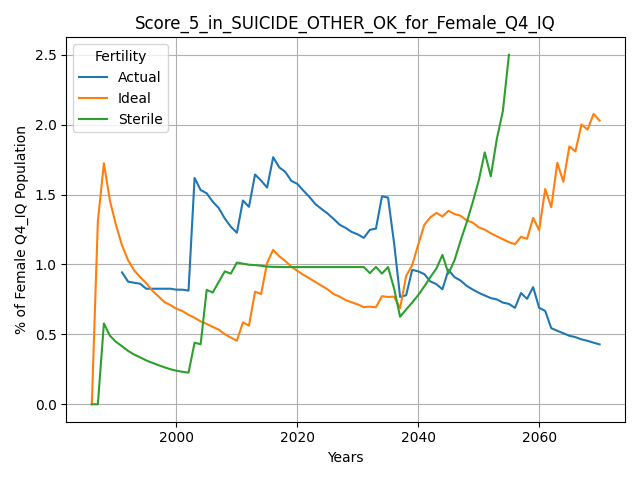 Score_5_in_SUICIDE_OTHER_OK_for_Female_Q4_IQ
Fertility
Actual
Ideal
Sterile
% of Female Q4_IQ Population
2.5
2.0
1.5
1.0
0.5
0.0
2000 2020 2040 2060
Years